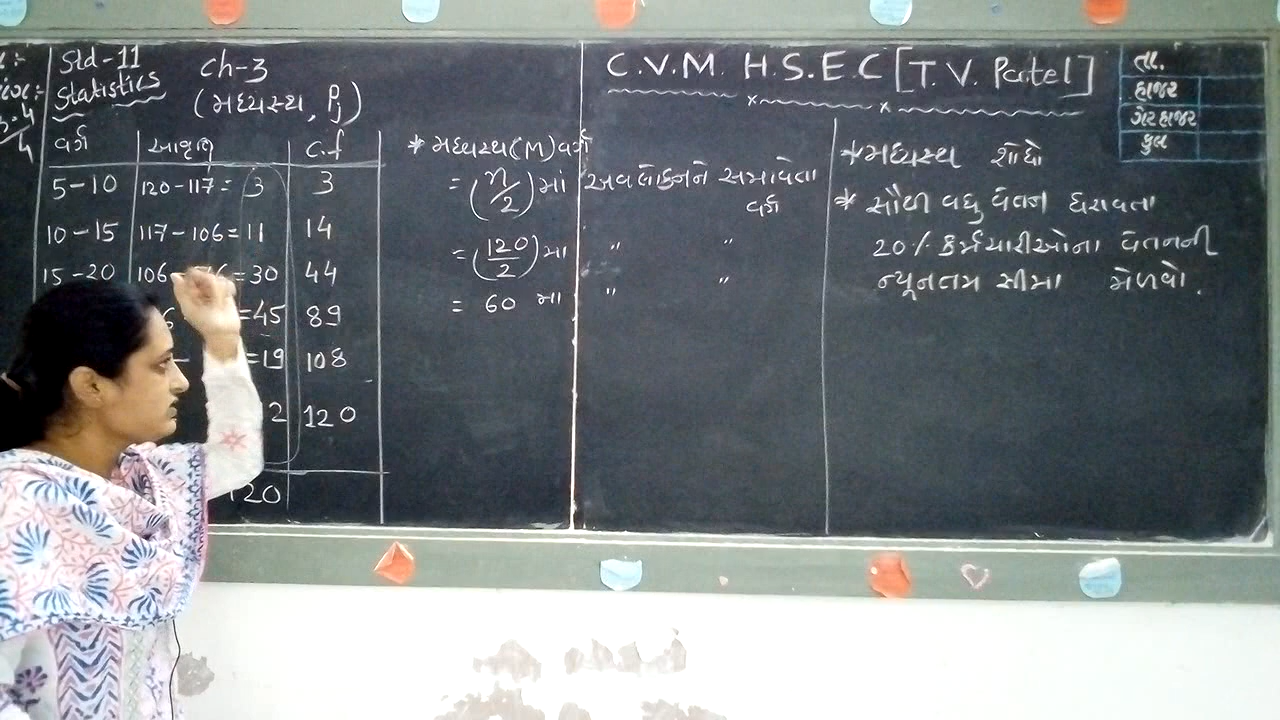 Std-11
Statistics
ch-3
(મધ્યસ્થ, Pj)
વર્ગ આવૃત્તિ c.f
5-10 120-117= 3 3
10-15 117-106=11 14
15-20 106- =30 44
=45 89
=19 108
2 120
120
* મધ્યસ્થ(M) વર્ગ
= (n/2)માં અવલોકનને સમાવેતા
વર્ગ
= (120/2)મા " "
= 60 મા " "
C.V.M. H.S.E.C [T.V. Patel]
*મધ્યસ્થ શોધો
* સૌથી વધુ વેતન ધરાવતા
20% કર્મચારીઓના વેતનની
ન્યૂનતમ સીમા મેળવો.
તા.
હાજર
ગેરહાજર
કુલ